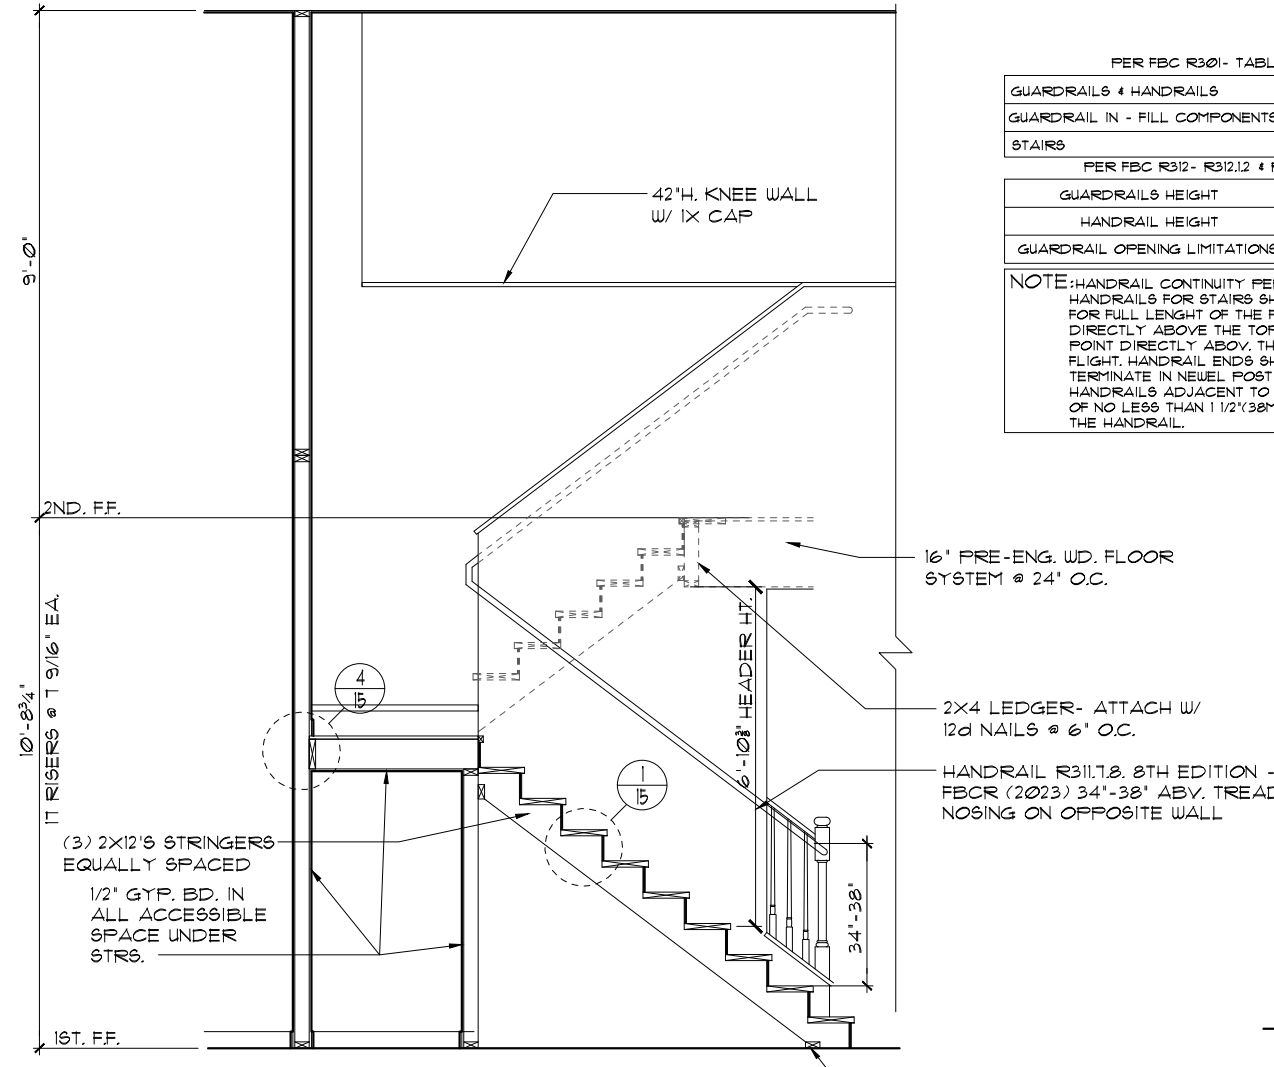 PER FBC R301- TABL
GUARDRAILS & HANDRAILS
GUARDRAIL IN - FILL COMPONENTS
STAIRS
PER FBC R312- R312.1.2 &
GUARDRAILS HEIGHT
HANDRAIL HEIGHT
GUARDRAIL OPENING LIMITATIONS
NOTE:HANDRAIL CONTINUITY PE
HANDRAILS FOR STAIRS SH
FOR FULL LENGHT OF THE F
DIRECTLY ABOVE THE TOP
POINT DIRECTLY ABOV. TH
FLIGHT. HANDRAIL ENDS SH
TERMINATE IN NEWEL POST
HANDRAILS ADJACENT TO
OF NO LESS THAN 1 1/2"(38M
THE HANDRAIL.
42"H. KNEE WALL
W/ 1X CAP
9'-0"
2ND. F.F.
16" PRE-ENG. WD. FLOOR
SYSTEM @ 24" O.C.
10'-8¾"
17 RISERS @ 7 9/16" EA.
4
15
6'-10⅜" HEADER HT.
2X4 LEDGER- ATTACH W/
12d NAILS @ 6" O.C.
1
15
HANDRAIL R311.7.8. 8TH EDITION -
FBCR (2023) 34"-38" ABV. TREAD
NOSING ON OPPOSITE WALL
(3) 2X12'S STRINGERS
EQUALLY SPACED
1/2" GYP. BD. IN
ALL ACCESSIBLE
SPACE UNDER
STRS.
34"-38"
1ST. F.F.